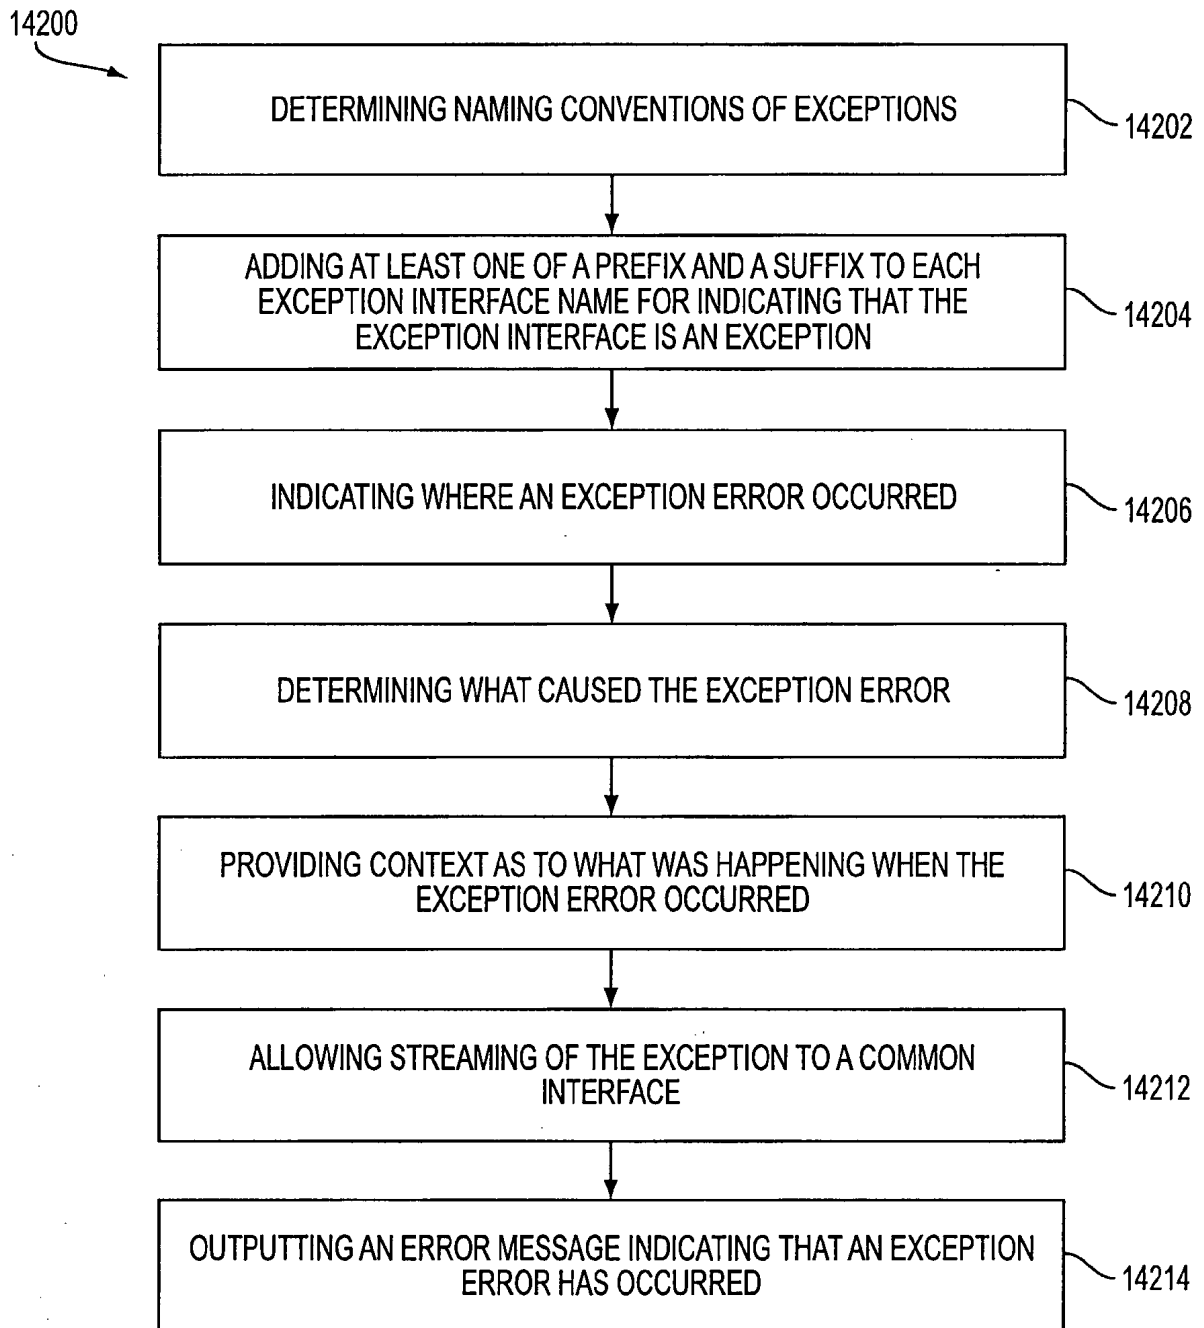 14200
DETERMINING NAMING CONVENTIONS OF EXCEPTIONS
14202
ADDING AT LEAST ONE OF A PREFIX AND A SUFFIX TO EACH
EXCEPTION INTERFACE NAME FOR INDICATING THAT THE
EXCEPTION INTERFACE IS AN EXCEPTION
14204
INDICATING WHERE AN EXCEPTION ERROR OCCURRED
14206
DETERMINING WHAT CAUSED THE EXCEPTION ERROR
14208
PROVIDING CONTEXT AS TO WHAT WAS HAPPENING WHEN THE
EXCEPTION ERROR OCCURRED
14210
ALLOWING STREAMING OF THE EXCEPTION TO A COMMON
INTERFACE
14212
OUTPUTTING AN ERROR MESSAGE INDICATING THAT AN EXCEPTION
ERROR HAS OCCURRED
14214